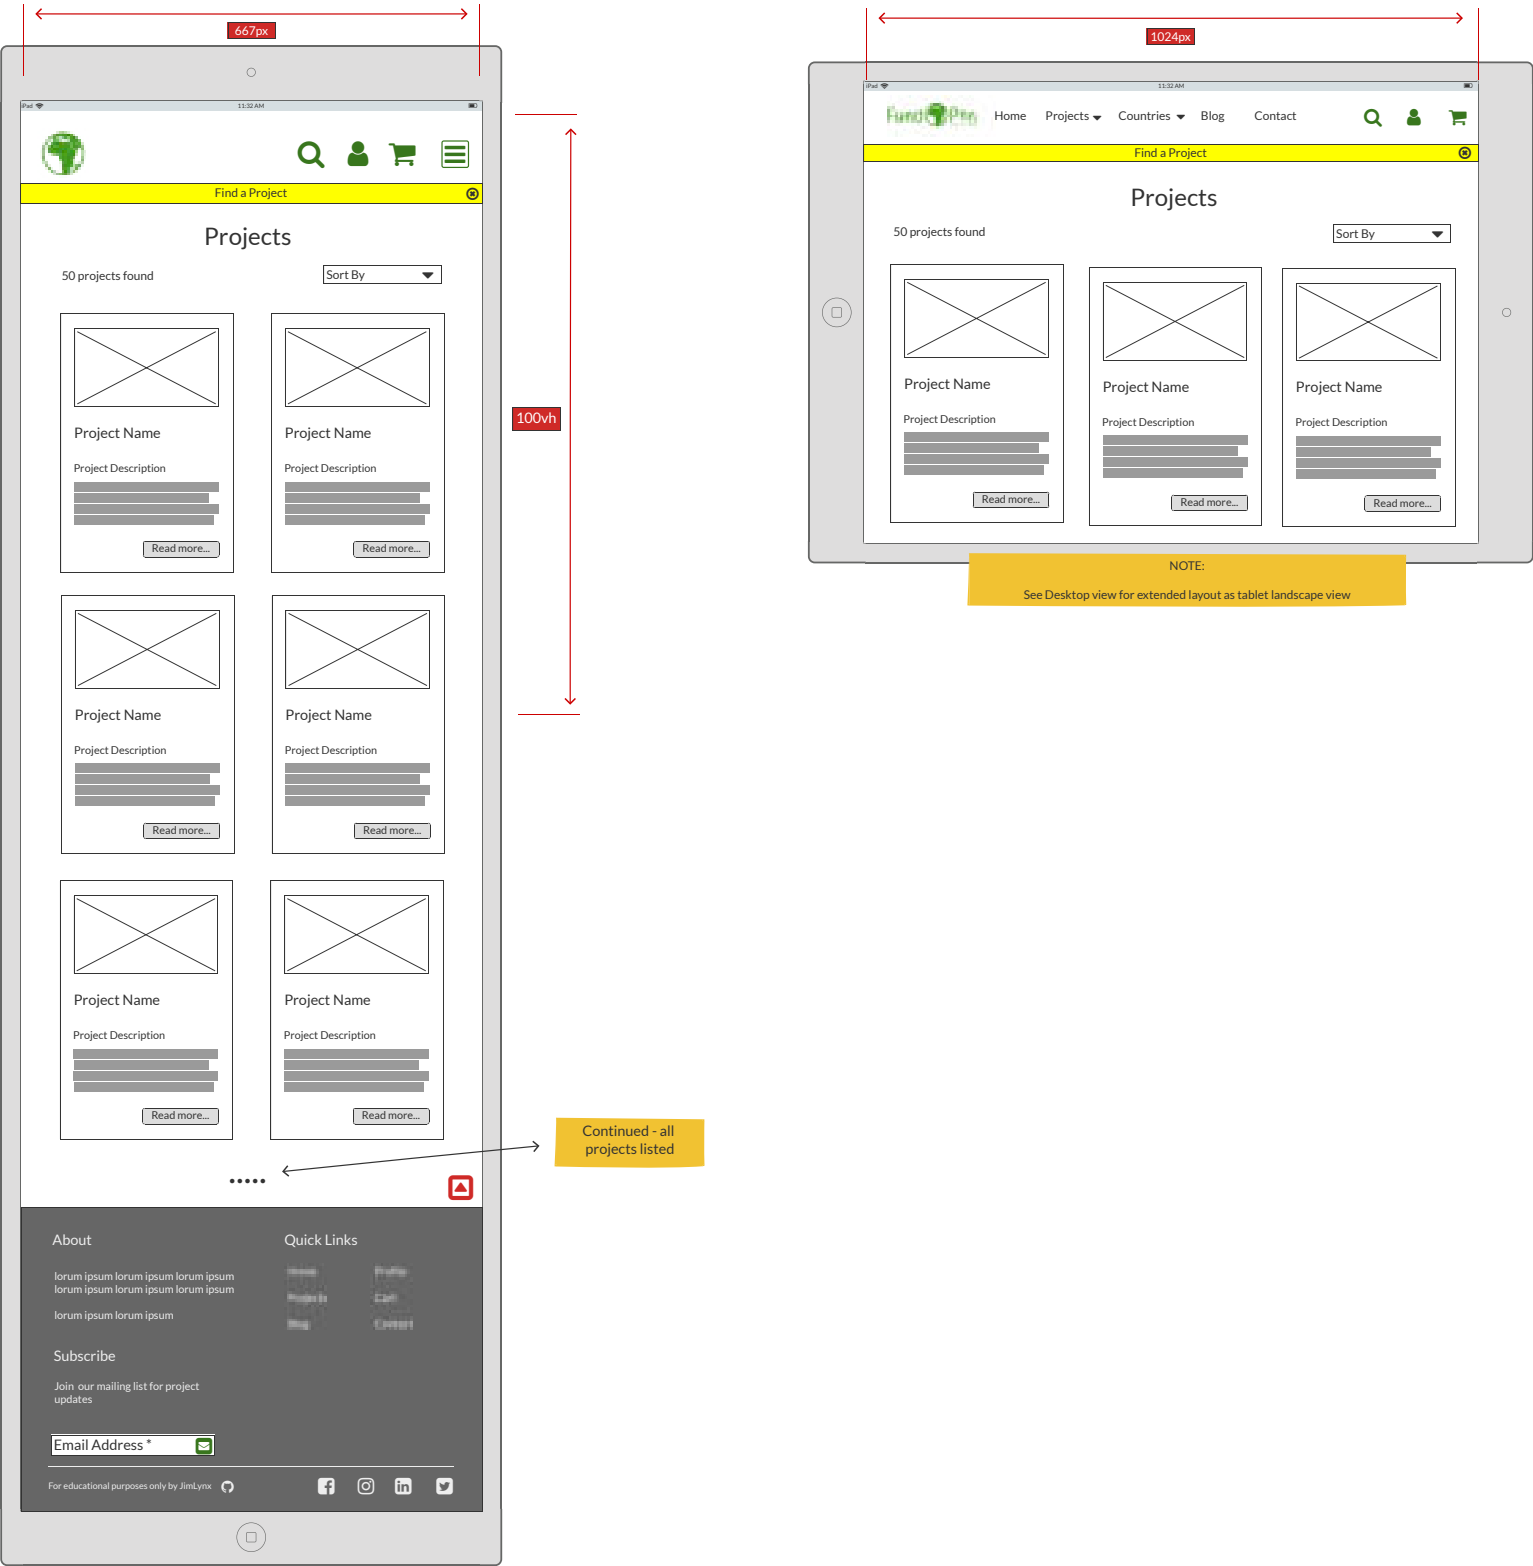 667px
iPad
11:32 AM
Find a Project
Projects
50 projects found
Sort By
Project Name
Project Name
Project Description
Project Description
Read more...
Read more...
Project Name
Project Name
Project Description
Project Description
Read more...
Read more...
Project Name
Project Name
Project Description
Project Description
Read more...
Read more...
•••••
About
Quick Links
lorum ipsum lorum ipsum lorum ipsum
lorum ipsum lorum ipsum lorum ipsum
lorum ipsum lorum ipsum
Projects
Contact
Subscribe
Join our mailing list for project
updates
Email Address *
For educational purposes only by JimLynx
100vh
Continued - all
projects listed
1024px
iPad
11:32 AM
Home Projects Countries Blog Contact
Find a Project
Projects
50 projects found
Sort By
Project Name
Project Name
Project Name
Project Description
Project Description
Project Description
Read more...
Read more...
Read more...
NOTE:
See Desktop view for extended layout as tablet landscape view